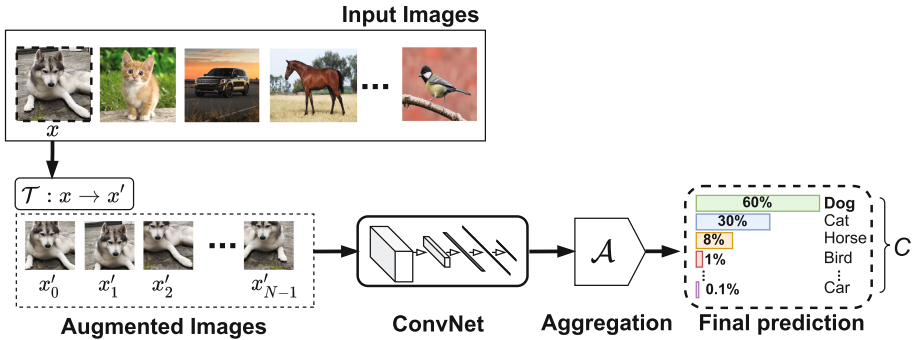 Input Images
x
𝒯 : x → x′
x′₀ x′₁ x′₂ x′_{N−1}
Augmented Images
ConvNet
𝒜
Aggregation
60% Dog
30% Cat
8% Horse
1% Bird
0.1% Car
C
Final prediction